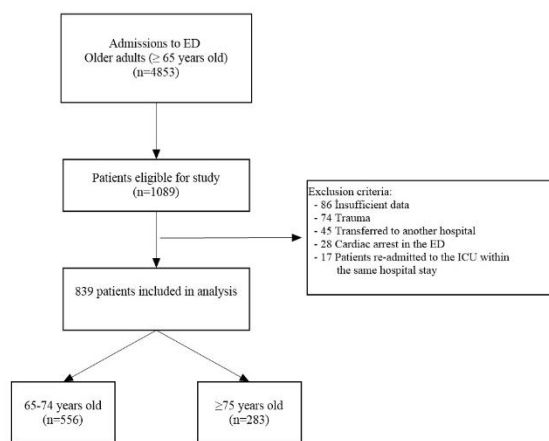 Admissions to ED
Older adults (≥ 65 years old)
(n=4853)
Patients eligible for study
(n=1089)
Exclusion criteria:
- 86 İnsufficient data
- 74 Trauma
- 45 Transferred to another hospital
- 28 Cardiac arrest in the ED
- 17 Patients re-admitted to the ICU within
the same hospital stay
839 patients included in analysis
65-74 years old
(n=556)
≥75 years old
(n=283)